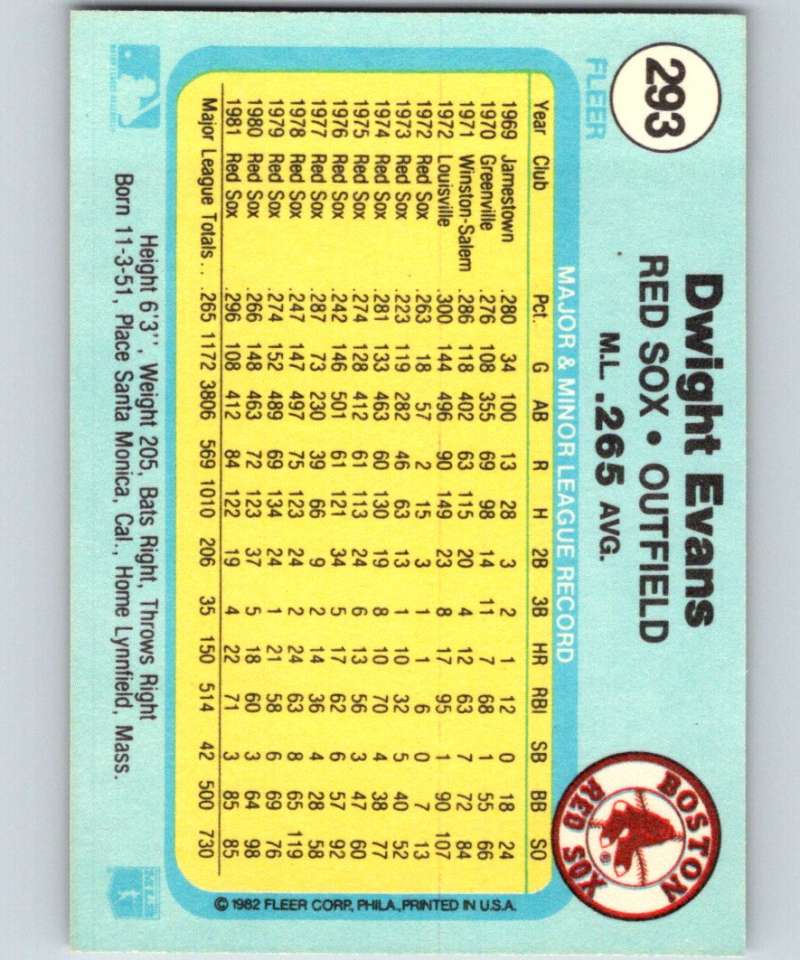 293
FLEER
Dwight Evans
RED SOX • OUTFIELD
M.L. .265 AVG.
BOSTON
RED SOX
®
MAJOR & MINOR LEAGUE RECORD
Year Club Pct. G AB R H 2B 3B HR RBI SB BB SO
1969 Jamestown .280 34 100 13 28 3 2 1 12 0 18 24
1970 Greenville .276 108 355 69 98 14 11 7 68 1 55 66
1971 Winston-Salem .286 118 402 63 115 20 4 12 63 7 72 84
1972 Louisville .300 144 496 90 149 23 8 17 95 1 90 107
1972 Red Sox .263 18 57 2 15 3 1 1 6 0 7 13
1973 Red Sox .223 119 282 46 63 13 1 10 32 5 40 52
1974 Red Sox .281 133 463 60 130 19 8 10 70 4 38 77
1975 Red Sox .274 128 412 61 113 24 6 13 56 3 47 60
1976 Red Sox .242 146 501 61 121 34 5 17 62 6 57 92
1977 Red Sox .287 73 230 39 66 9 2 14 36 4 28 58
1978 Red Sox .247 147 497 75 123 24 2 24 63 8 65 119
1979 Red Sox .274 152 489 69 134 24 1 21 58 6 69 76
1980 Red Sox .266 148 463 72 123 37 5 18 60 3 64 98
1981 Red Sox .296 108 412 84 122 19 4 22 71 3 85 85
Major League Totals . . .265 1172 3806 569 1010 206 35 150 514 42 500 730
Height 6'3'', Weight 205, Bats Right, Throws Right
Born 11-3-51, Place Santa Monica, Cal., Home Lynnfield, Mass.
© 1982 FLEER CORP., PHILA., PRINTED IN U.S.A.